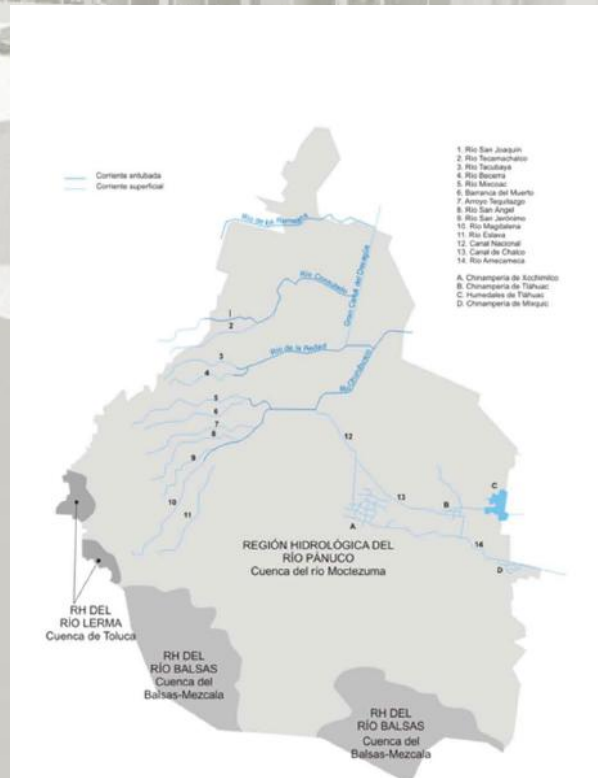 Corriente entubada
Corriente superficial
1. Río San Joaquín
2. Río Tecamachalco
3. Río Tacubaya
4. Río Becerra
5. Río Mixcoac
6. Barranca del Muerto
7. Arroyo Tequilazgo
8. Río San Angel
9. Río San Jerónimo
10. Río Magdalena
11. Río Eslava
12. Canal Nacional
13. Canal de Chalco
14. Río Amecameca
A. Chinampería de Xochimilco
B. Chinampería de Tláhuac
C. Humedales de Tláhuac
D. Chinampería de Mixquic
Río de los Remedios
Río Consulado
Gran Canal del Desagüe
1
2
Río de la Piedad
3
4
R. Churubusco
5
6
7
8
9
10
11
12
13
14
A
B
C
D
REGIÓN HIDROLÓGICA DEL
RÍO PÁNUCO
Cuenca del río Moctezuma
RH DEL
RÍO LERMA
Cuenca de Toluca
RH DEL
RÍO BALSAS
Cuenca del
Balsas-Mezcala
RH DEL
RÍO BALSAS
Cuenca del
Balsas-Mezcala